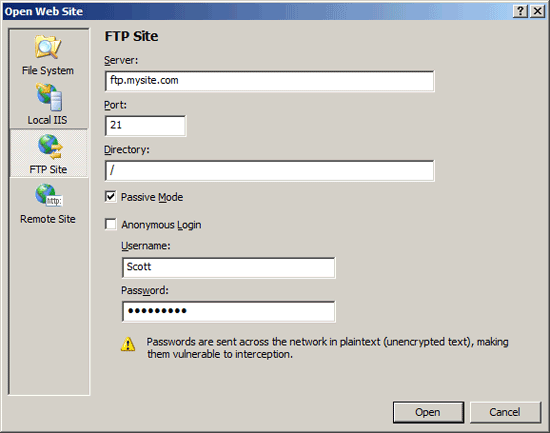 Open Web Site
File System
Local IIS
FTP Site
http:
Remote Site
FTP Site
Server:
ftp.mysite.com
Port:
21
Directory:
/
Passive Mode
Anonymous Login
Username:
Scott
Password:
•••••••••
Passwords are sent across the network in plaintext (unencrypted text), making
them vulnerable to interception.
Open
Cancel